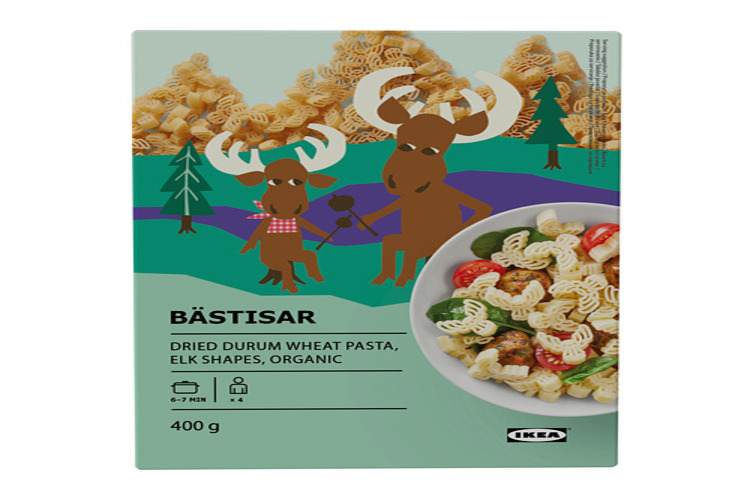 BÄSTISAR
DRIED DURUM WHEAT PASTA,
ELK SHAPES, ORGANIC
6–7 MIN
× 4
400 g
IKEA